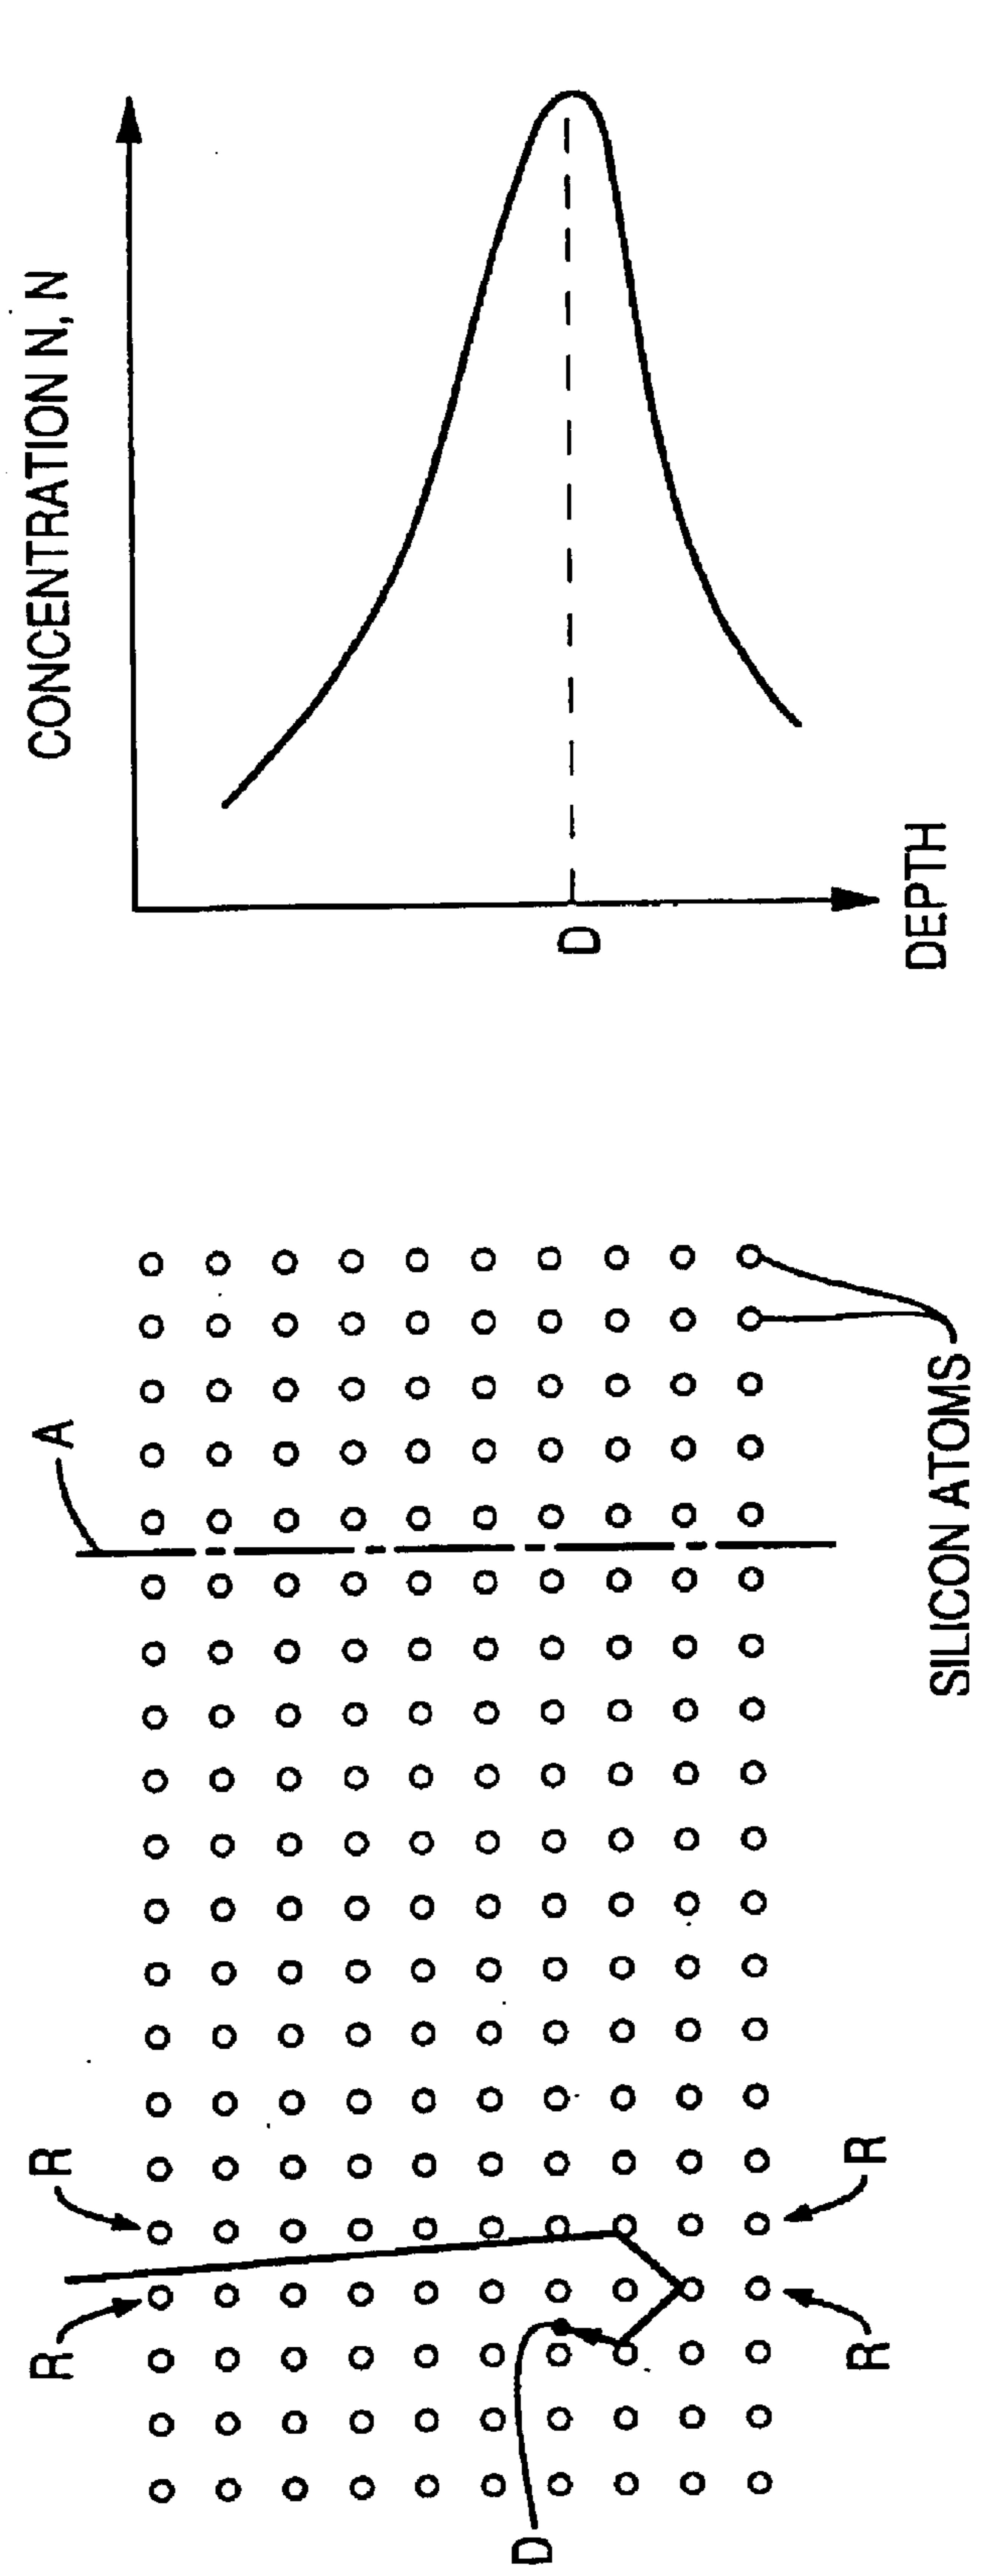 R
R
A
D
R
R
SILICON ATOMS
CONCENTRATION N, N
D
DEPTH